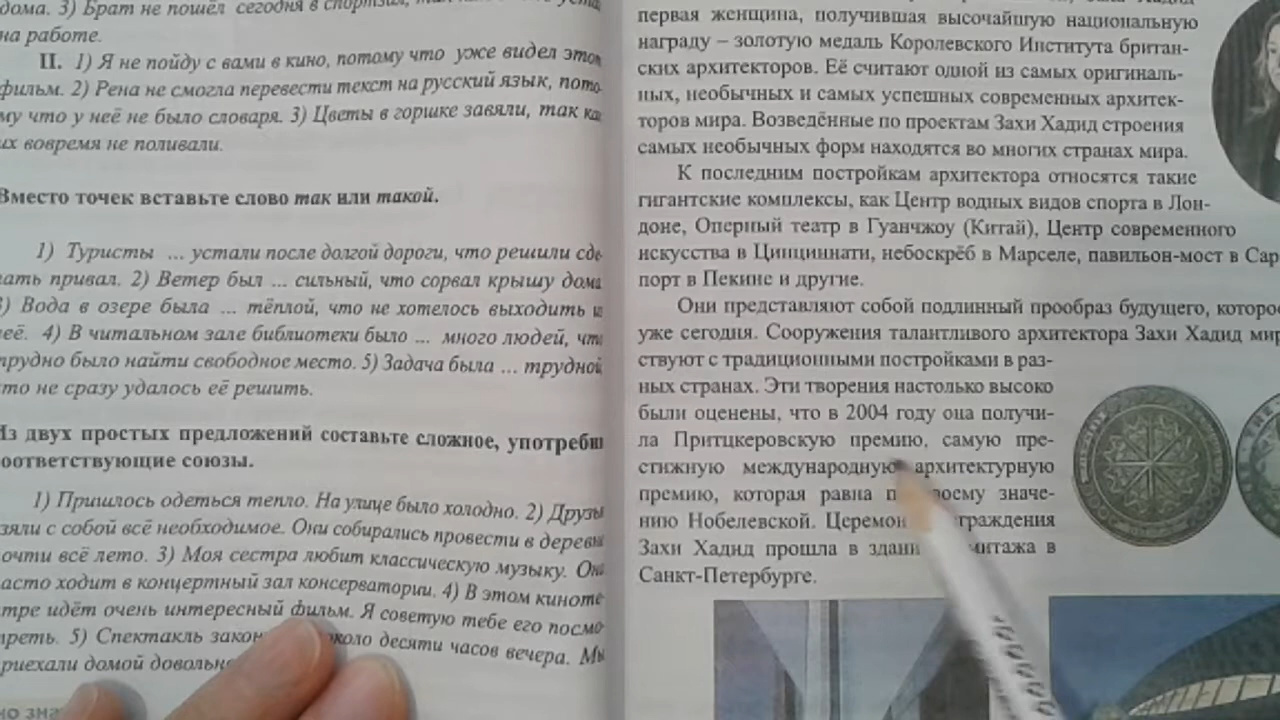 дома. 3) Брат не пошёл сегодня в спортзал,
на работе.
II. 1) Я не пойду с вами в кино, потому что уже видел этот
фильм. 2) Рена не смогла перевести текст на русский язык, пото-
му что у неё не было словаря. 3) Цветы в горшке завяли, так как
их вовремя не поливали.
Вместо точек вставьте слово так или такой.
1) Туристы ... устали после долгой дороги, что решили сде-
лать привал. 2) Ветер был ... сильный, что сорвал крышу дома.
3) Вода в озере была ... тёплой, что не хотелось выходить из
неё. 4) В читальном зале библиотеки было ... много людей, что
трудно было найти свободное место. 5) Задача была ... трудной,
что не сразу удалось её решить.
Из двух простых предложений составьте сложное, употребив
соответствующие союзы.
1) Пришлось одеться тепло. На улице было холодно. 2) Друзья
взяли с собой всё необходимое. Они собирались провести в деревне
почти всё лето. 3) Моя сестра любит классическую музыку. Она
часто ходит в концертный зал консерватории. 4) В этом киноте-
атре идёт очень интересный фильм. Я советую тебе его посмо-
треть. 5) Спектакль закон около десяти часов вечера. Мы
приехали домой довольно
первая женщина, получившая высочайшую национальную
награду – золотую медаль Королевского Института британ-
ских архитекторов. Её считают одной из самых оригиналь-
ных, необычных и самых успешных современных архитек-
торов мира. Возведённые по проектам Захи Хадид строения
самых необычных форм находятся во многих странах мира.
К последним постройкам архитектора относятся такие
гигантские комплексы, как Центр водных видов спорта в Лон-
доне, Оперный театр в Гуанчжоу (Китай), Центр современного
искусства в Цинциннати, небоскрёб в Марселе, павильон-мост в Сар
порт в Пекине и другие.
Они представляют собой подлинный прообраз будущего, которое
уже сегодня. Сооружения талантливого архитектора Захи Хадид мир
ствуют с традиционными постройками в раз-
ных странах. Эти творения настолько высоко
были оценены, что в 2004 году она получи-
ла Притцкеровскую премию, самую пре-
стижную международную архитектурную
премию, которая равна по своему значе-
нию Нобелевской. Церемон граждения
Захи Хадид прошла в здани митажа в
Санкт-Петербурге.